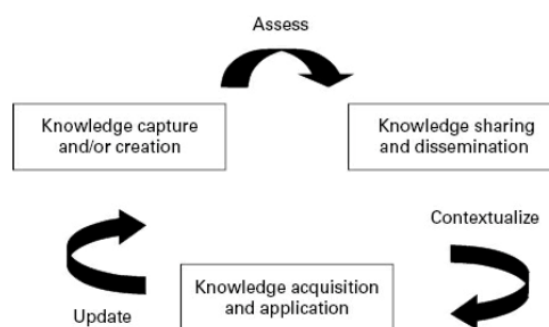 Assess
Knowledge capture
and/or creation
Knowledge sharing
and dissemination
Contextualize
Knowledge acquisition
and application
Update